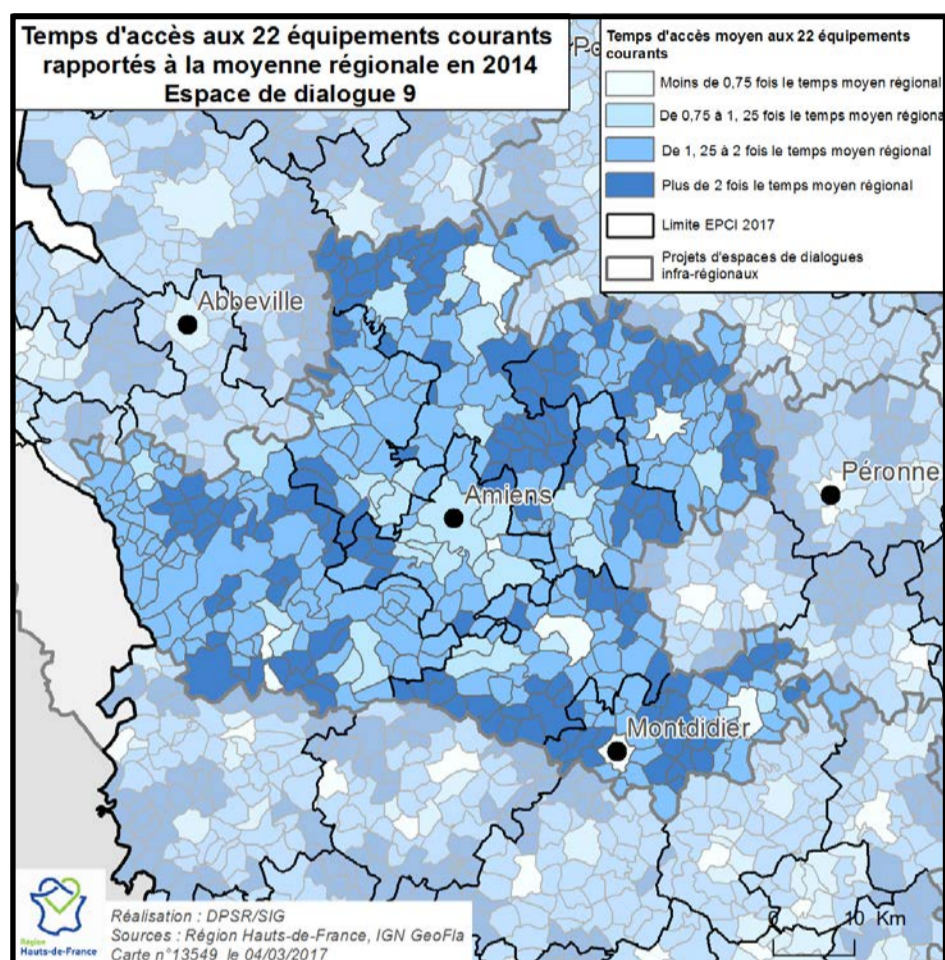 Temps d'accès aux 22 équipements courants
rapportés à la moyenne régionale en 2014
Espace de dialogue 9
Temps d'accès moyen aux 22 équipements
courants
Moins de 0,75 fois le temps moyen régional
De 0,75 à 1, 25 fois le temps moyen régiona
De 1, 25 à 2 fois le temps moyen régional
Plus de 2 fois le temps moyen régional
Limite EPCI 2017
Projets d'espaces de dialogues
infra-régionaux
Abbeville
Amiens
Péronne
Montdidier
0 10 Km
Région
Hauts-de-France
Réalisation : DPSR/SIG
Sources : Région Hauts-de-France, IGN GeoFla
Carte n°13549 le 04/03/2017